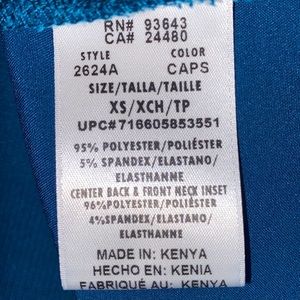 RN# 93643
CA# 24480
STYLE COLOR
2624A CAPS
SIZE/TALLA/TAILLE
XS/XCH/TP
UPC#716605853551
95% POLYESTER/POLIÉSTER
5% SPANDEX/ELASTANO/
ELASTHANNE
CENTER BACK & FRONT NECK INSET
96%POLYESTER/POLIÉSTER
4%SPANDEX/ELASTANO/
ELASTHANNE
MADE IN: KENYA
HECHO EN: KENIA
FABRIQUÉ AU: KENYA